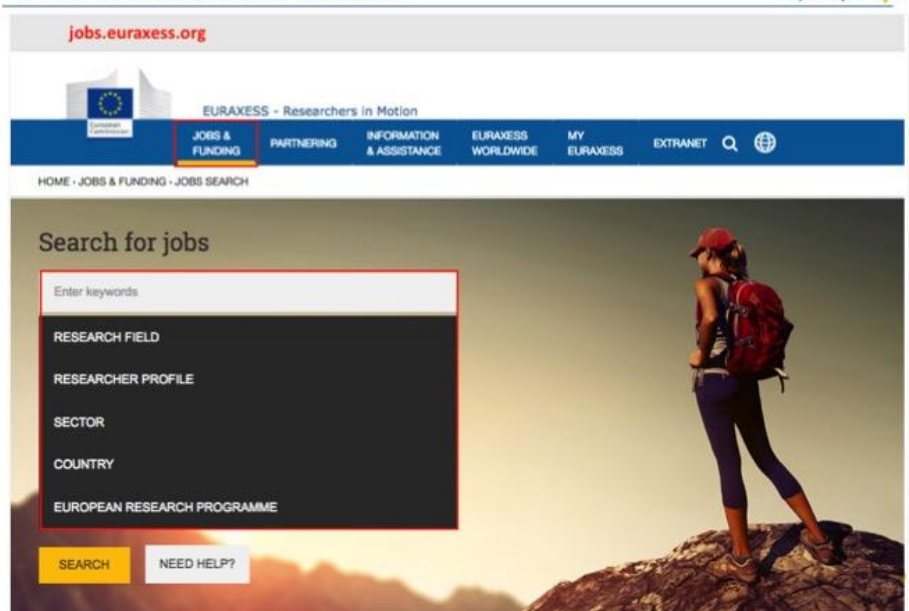 jobs.euraxess.org
European
Commission
EURAXESS - Researchers in Motion
JOBS &
FUNDING
PARTNERING
INFORMATION
& ASSISTANCE
EURAXESS
WORLDWIDE
MY
EURAXESS
EXTRANET
HOME › JOBS & FUNDING › JOBS SEARCH
Search for jobs
Enter keywords
RESEARCH FIELD
RESEARCHER PROFILE
SECTOR
COUNTRY
EUROPEAN RESEARCH PROGRAMME
SEARCH
NEED HELP?